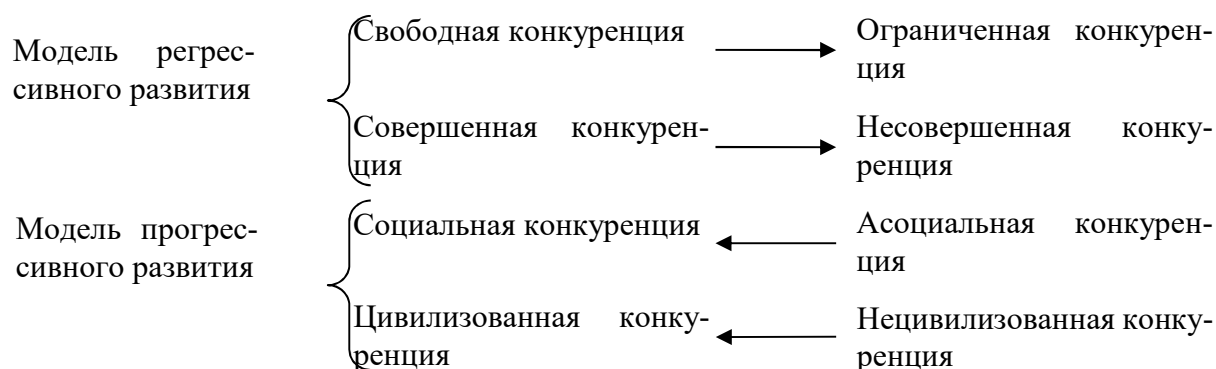 Модель регрес-
сивного развития
Свободная конкуренция
Ограниченная конкурен-
ция
Совершенная конкурен-
ция
Несовершенная конку-
ренция
Модель прогрес-
сивного развития
Социальная конкуренция
Асоциальная конкурен-
ция
Цивилизованная конку-
ренция
Нецивилизованная конку-
ренция